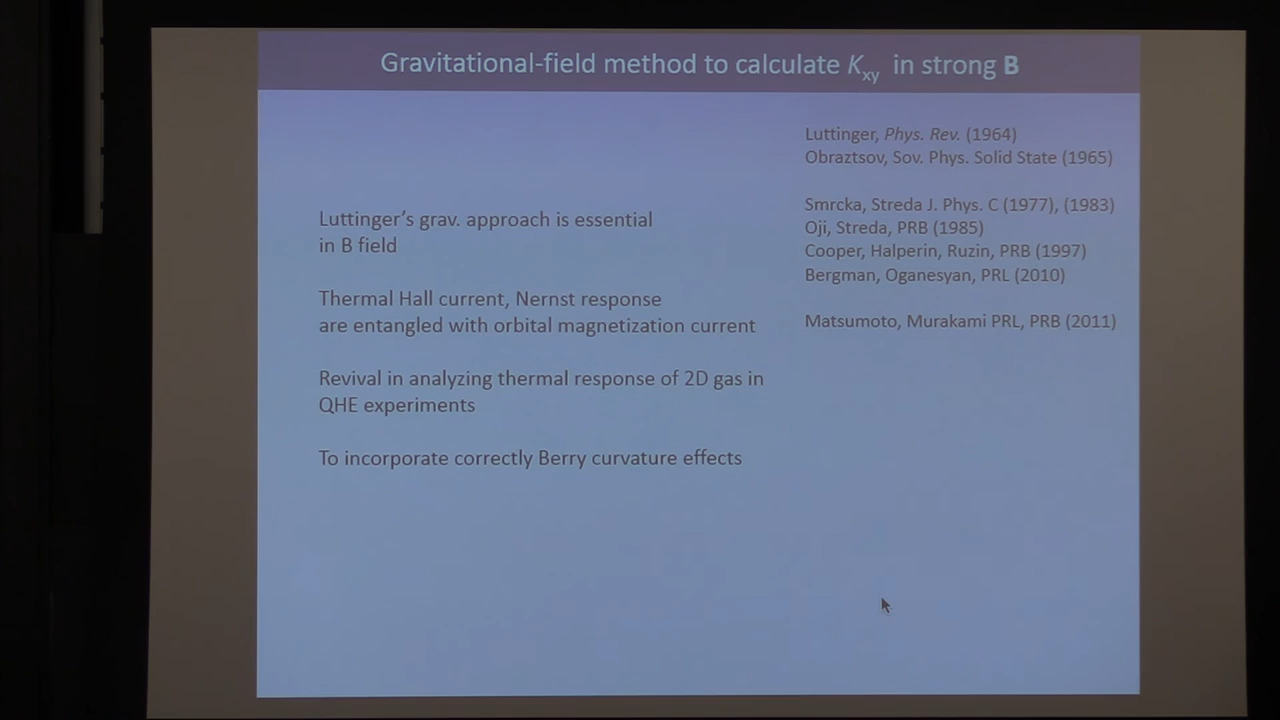 Gravitational-field method to calculate Kxy in strong B
Luttinger, Phys. Rev. (1964)
Obraztsov, Sov. Phys. Solid State (1965)
Smrcka, Streda J. Phys. C (1977), (1983)
Oji, Streda, PRB (1985)
Cooper, Halperin, Ruzin, PRB (1997)
Bergman, Oganesyan, PRL (2010)
Matsumoto, Murakami PRL, PRB (2011)
Luttinger’s grav. approach is essential
in B field
Thermal Hall current, Nernst response
are entangled with orbital magnetization current
Revival in analyzing thermal response of 2D gas in
QHE experiments
To incorporate correctly Berry curvature effects